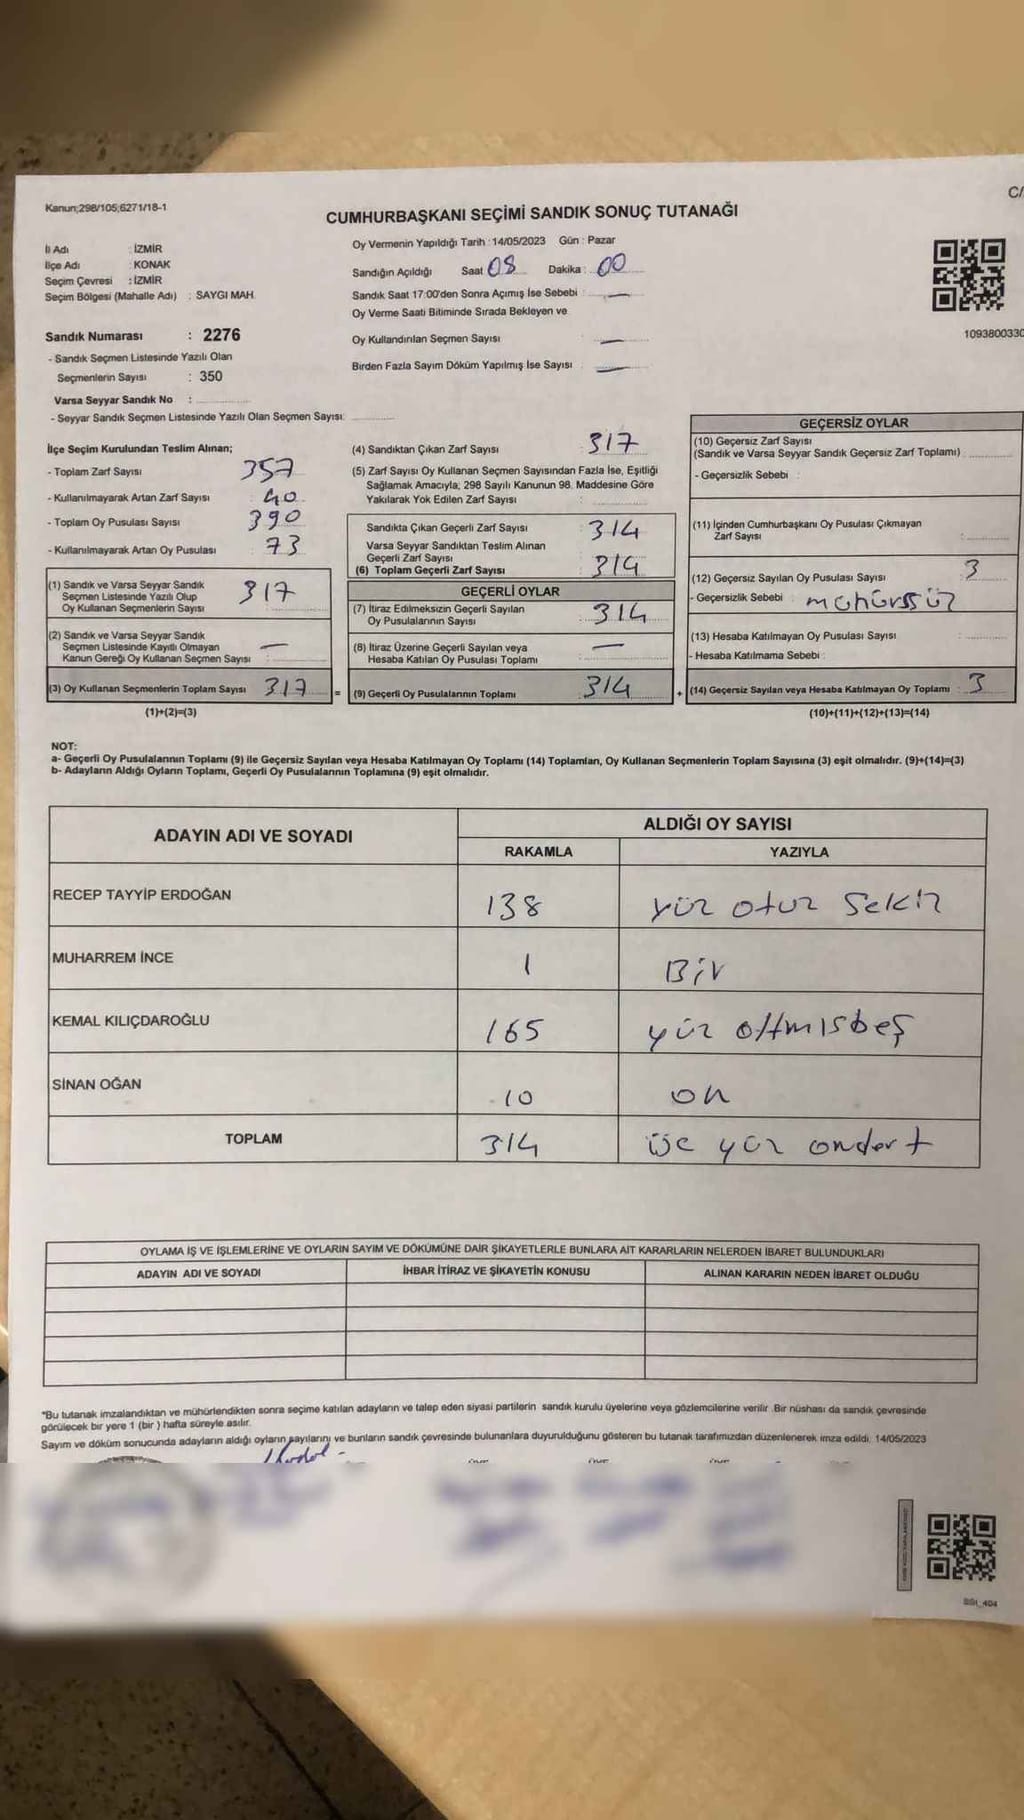 Kanun;298/105;6271/18-1
C/
CUMHURBAŞKANI SEÇİMİ SANDIK SONUÇ TUTANAĞI
İl Adı : İZMİR
İlçe Adı : KONAK
Seçim Çevresi : İZMİR
Seçim Bölgesi (Mahalle Adı) : SAYGI MAH.
Sandık Numarası : 2276
- Sandık Seçmen Listesinde Yazılı Olan
Seçmenlerin Sayısı : 350
Varsa Seyyar Sandık No :
- Seyyar Sandık Seçmen Listesinde Yazılı Olan Seçmen Sayısı:
Oy Vermenin Yapıldığı Tarih : 14/05/2023 Gün : Pazar
Sandığın Açıldığı Saat 08 Dakika : 00
Sandık Saat 17:00'den Sonra Açımış İse Sebebi : —
Oy Verme Saati Bitiminde Sırada Bekleyen ve
Oy Kullandırılan Seçmen Sayısı —
Birden Fazla Sayım Döküm Yapılmış İse Sayısı : —
1093800330
İlçe Seçim Kurulundan Teslim Alınan;
- Toplam Zarf Sayısı 357
- Kullanılmayarak Artan Zarf Sayısı 40
- Toplam Oy Pusulası Sayısı 390
- Kullanılmayarak Artan Oy Pusulası 73
(1) Sandık ve Varsa Seyyar Sandık
Seçmen Listesinde Yazılı Olup
Oy Kullanan Seçmenlerin Sayısı 317
(2) Sandık ve Varsa Seyyar Sandık
Seçmen Listesinde Kayıtlı Olmayan
Kanun Gereği Oy Kullanan Seçmen Sayısı —
(3) Oy Kullanan Seçmenlerin Toplam Sayısı 317 =
(1)+(2)=(3)
(4) Sandıktan Çıkan Zarf Sayısı 317
(5) Zarf Sayısı Oy Kullanan Seçmen Sayısından Fazla İse, Eşitliği
Sağlamak Amacıyla; 298 Sayılı Kanunun 98. Maddesine Göre
Yakılarak Yok Edilen Zarf Sayısı :
Sandıkta Çıkan Geçerli Zarf Sayısı : 314
Varsa Seyyar Sandıktan Teslim Alınan
Geçerli Zarf Sayısı
(6) Toplam Geçerli Zarf Sayısı : 314
GEÇERLİ OYLAR
(7) İtiraz Edilmeksizin Geçerli Sayılan
Oy Pusulalarının Sayısı : 314
(8) İtiraz Üzerine Geçerli Sayılan veya
Hesaba Katılan Oy Pusulası Toplamı —
(9) Geçerli Oy Pusulalarının Toplamı 314 +
GEÇERSİZ OYLAR
(10) Geçersiz Zarf Sayısı
(Sandık ve Varsa Seyyar Sandık Geçersiz Zarf Toplamı)
- Geçersizlik Sebebi :
(11) İçinden Cumhurbaşkanı Oy Pusulası Çıkmayan
Zarf Sayısı :
(12) Geçersiz Sayılan Oy Pusulası Sayısı 3
- Geçersizlik Sebebi : mühürssüz
(13) Hesaba Katılmayan Oy Pusulası Sayısı :
- Hesaba Katılmama Sebebi :
(14) Geçersiz Sayılan veya Hesaba Katılmayan Oy Toplamı : 3
(10)+(11)+(12)+(13)=(14)
NOT:
a- Geçerli Oy Pusulalarının Toplamı (9) ile Geçersiz Sayılan veya Hesaba Katılmayan Oy Toplamı (14) Toplamları, Oy Kullanan Seçmenlerin Toplam Sayısına (3) eşit olmalıdır. (9)+(14)=(3)
b- Adayların Aldığı Oyların Toplamı, Geçerli Oy Pusulalarının Toplamına (9) eşit olmalıdır.
ADAYIN ADI VE SOYADI ALDIĞI OY SAYISI
RAKAMLA YAZIYLA
RECEP TAYYİP ERDOĞAN 138 yüz otuz sekiz
MUHARREM İNCE 1 Bir
KEMAL KILIÇDAROĞLU 165 yüz altmışbeş
SİNAN OĞAN 10 on
TOPLAM 314 üç yüz ondört
OYLAMA İŞ VE İŞLEMLERİNE VE OYLARIN SAYIM VE DÖKÜMÜNE DAİR ŞİKAYETLERLE BUNLARA AİT KARARLARIN NELERDEN İBARET BULUNDUKLARI
ADAYIN ADI VE SOYADI İHBAR İTİRAZ VE ŞİKAYETİN KONUSU ALINAN KARARIN NEDEN İBARET OLDUĞU
*Bu tutanak imzalandıktan ve mühürlendikten sonra seçime katılan adayların ve talep eden siyasi partilerin sandık kurulu üyelerine veya gözlemcilerine verilir. Bir nüshası da sandık çevresinde
görülecek bir yere 1 (bir ) hafta süreyle asılır.
Sayım ve döküm sonucunda adayların aldığı oyların sayılarını ve bunların sandık çevresinde bulunanlara duyurulduğunu gösteren bu tutanak tarafımızdan düzenlenerek imza edildi. 14/05/2023